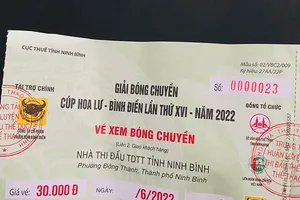 CỤC THUẾ TỈNH NINH BÌNH
Mẫu số: 02/VBC2/009
Ký hiệu: 27AA/22F
Số: 0000023
TÀI TRỢ CHÍNH
GIẢI BÓNG CHUYỀN
CÚP HOA LƯ - BÌNH ĐIỀN LẦN THỨ XVI - NĂM 2022
ĐỒNG TỔ CHỨC
VÉ XEM BÓNG CHUYỀN
(Liên 2: Giao khách hàng)
NHÀ THI ĐẤU TDTT TỈNH NINH BÌNH
Phường Đông Thành, Thành phố Ninh Bình
Giá vé: 30.000 Đ
/6/2022